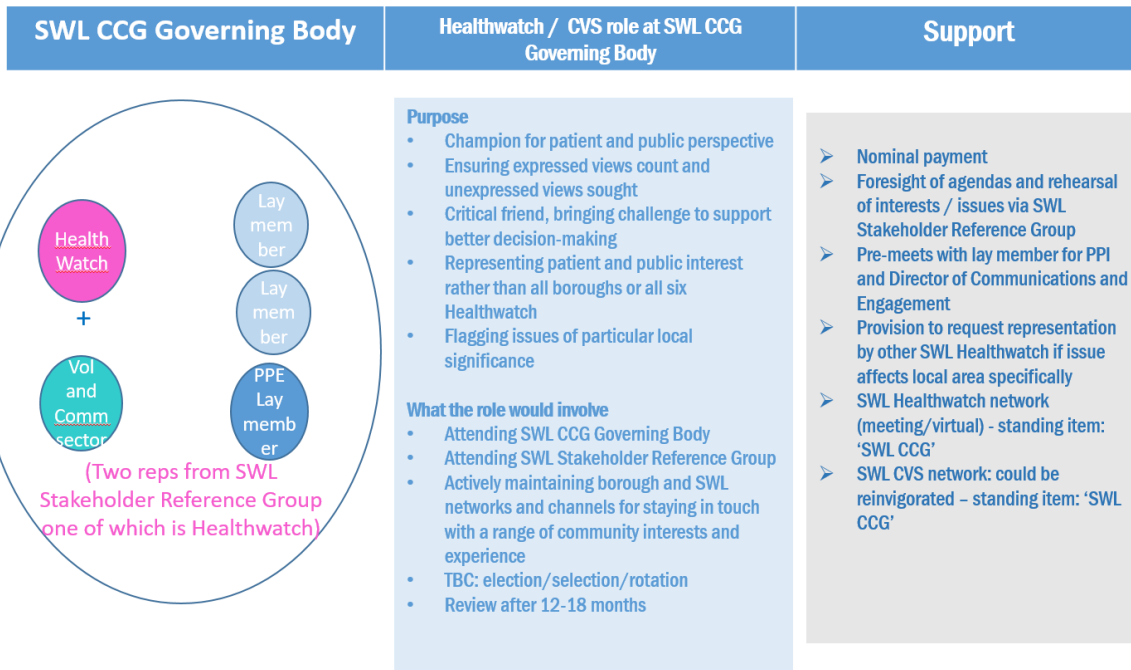 SWL CCG Governing Body
Healthwatch / CVS role at SWL CCG
Governing Body
Support
Health
Watch
+
Vol
and
Comm
sector
Lay
mem
ber
Lay
mem
ber
PPE
Lay
memb
er
(Two reps from SWL
Stakeholder Reference Group
one of which is Healthwatch)
Purpose
• Champion for patient and public perspective
• Ensuring expressed views count and
unexpressed views sought
• Critical friend, bringing challenge to support
better decision-making
• Representing patient and public interest
rather than all boroughs or all six
Healthwatch
• Flagging issues of particular local
significance
What the role would involve
• Attending SWL CCG Governing Body
• Attending SWL Stakeholder Reference Group
• Actively maintaining borough and SWL
networks and channels for staying in touch
with a range of community interests and
experience
• TBC: election/selection/rotation
• Review after 12-18 months
➢ Nominal payment
➢ Foresight of agendas and rehearsal
of interests / issues via SWL
Stakeholder Reference Group
➢ Pre-meets with lay member for PPI
and Director of Communications and
Engagement
➢ Provision to request representation
by other SWL Healthwatch if issue
affects local area specifically
➢ SWL Healthwatch network
(meeting/virtual) - standing item:
‘SWL CCG’
➢ SWL CVS network: could be
reinvigorated – standing item: ‘SWL
CCG’